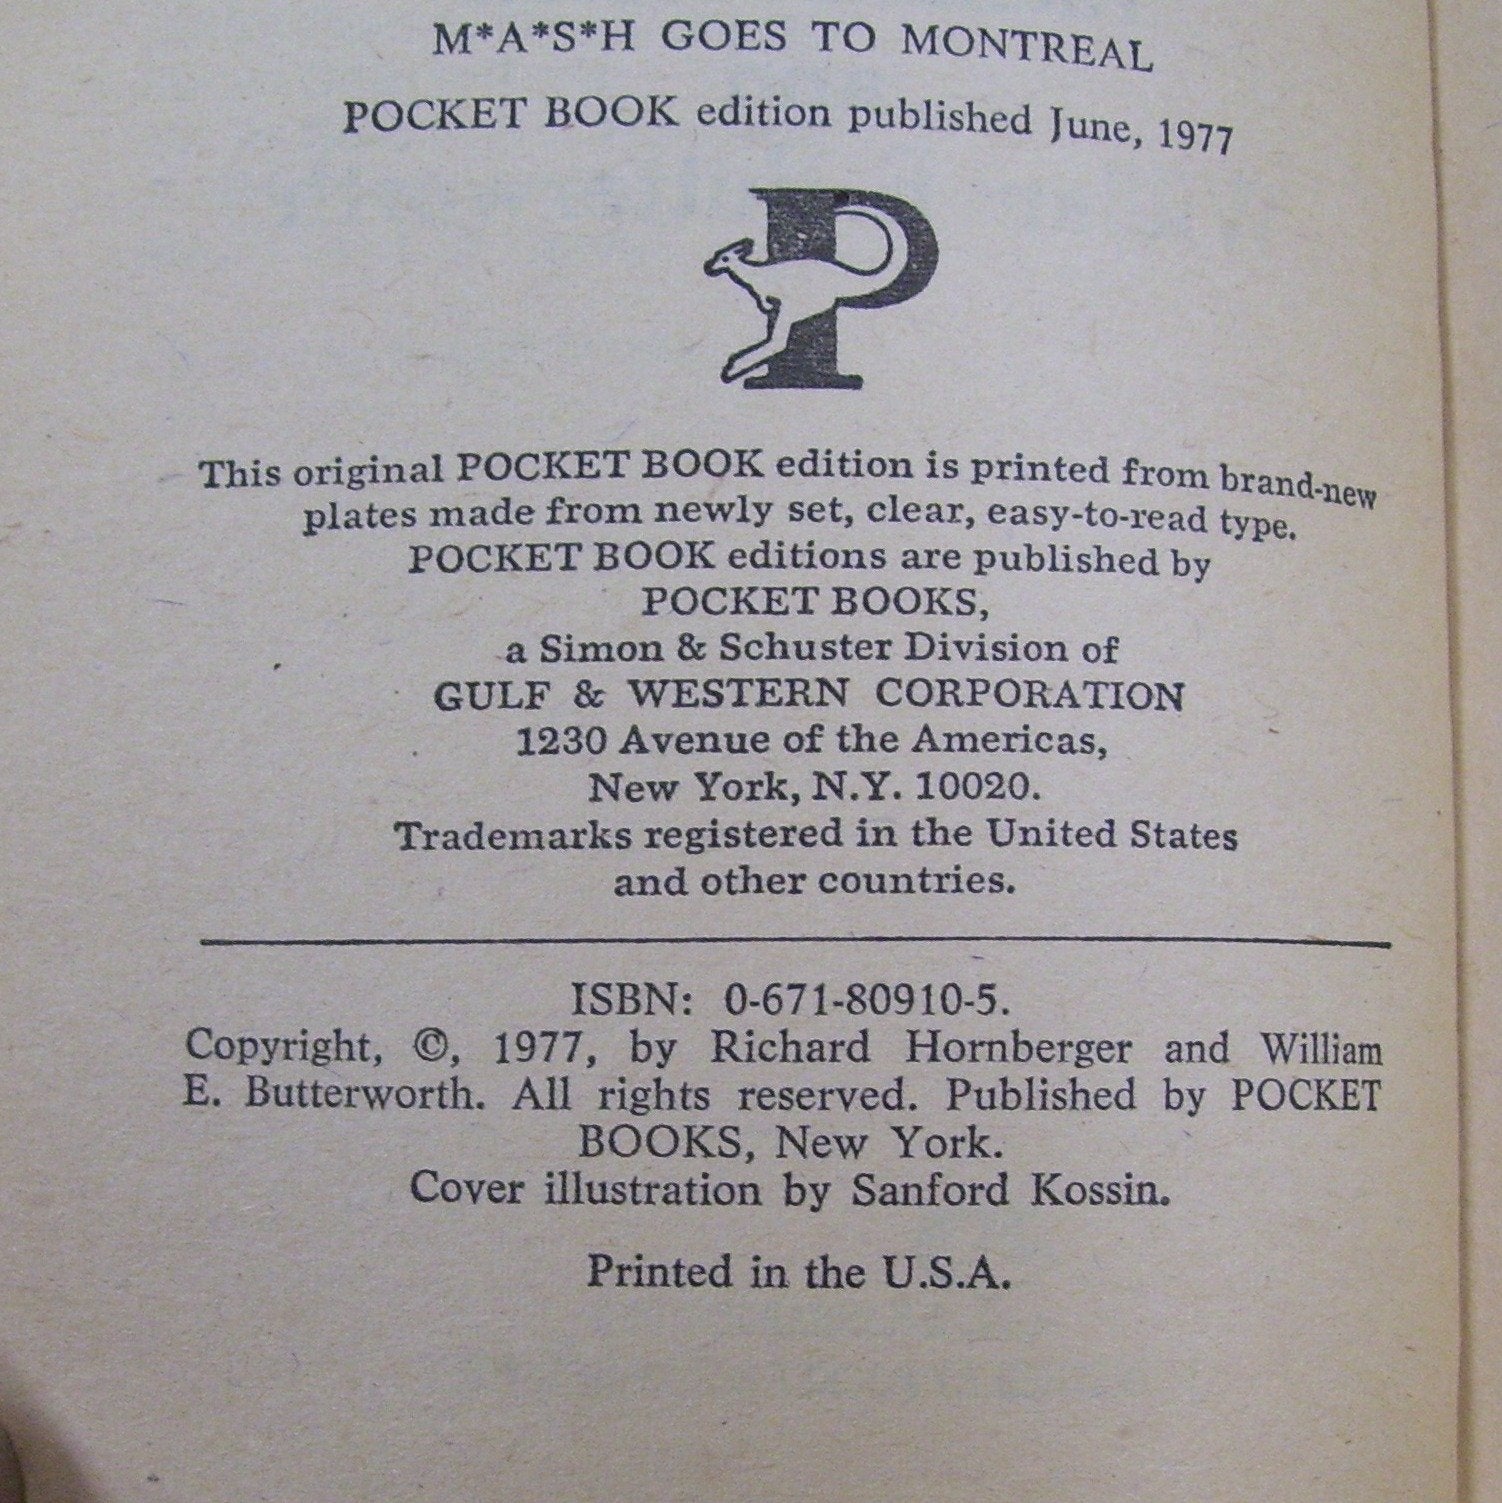 M*A*S*H GOES TO MONTREAL
POCKET BOOK edition published June, 1977
P
This original POCKET BOOK edition is printed from brand-new
plates made from newly set, clear, easy-to-read type.
POCKET BOOK editions are published by
POCKET BOOKS,
a Simon & Schuster Division of
GULF & WESTERN CORPORATION
1230 Avenue of the Americas,
New York, N.Y. 10020.
Trademarks registered in the United States
and other countries.
ISBN: 0-671-80910-5.
Copyright, ©, 1977, by Richard Hornberger and William
E. Butterworth. All rights reserved. Published by POCKET
BOOKS, New York.
Cover illustration by Sanford Kossin.
Printed in the U.S.A.